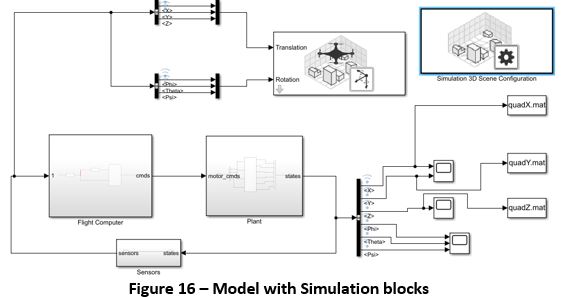 <X>
<Y>
<Z>
Translation
Rotation
<Phi>
<Theta>
<Psi>
Simulation 3D Scene Configuration
quadX.mat
quadY.mat
quadZ.mat
1
cmds
Flight Computer
motor_cmds
states
Plant
<X>
<Y>
<Z>
<Phi>
<Theta>
<Psi>
sensors
states
Sensors
Figure 16 – Model with Simulation blocks